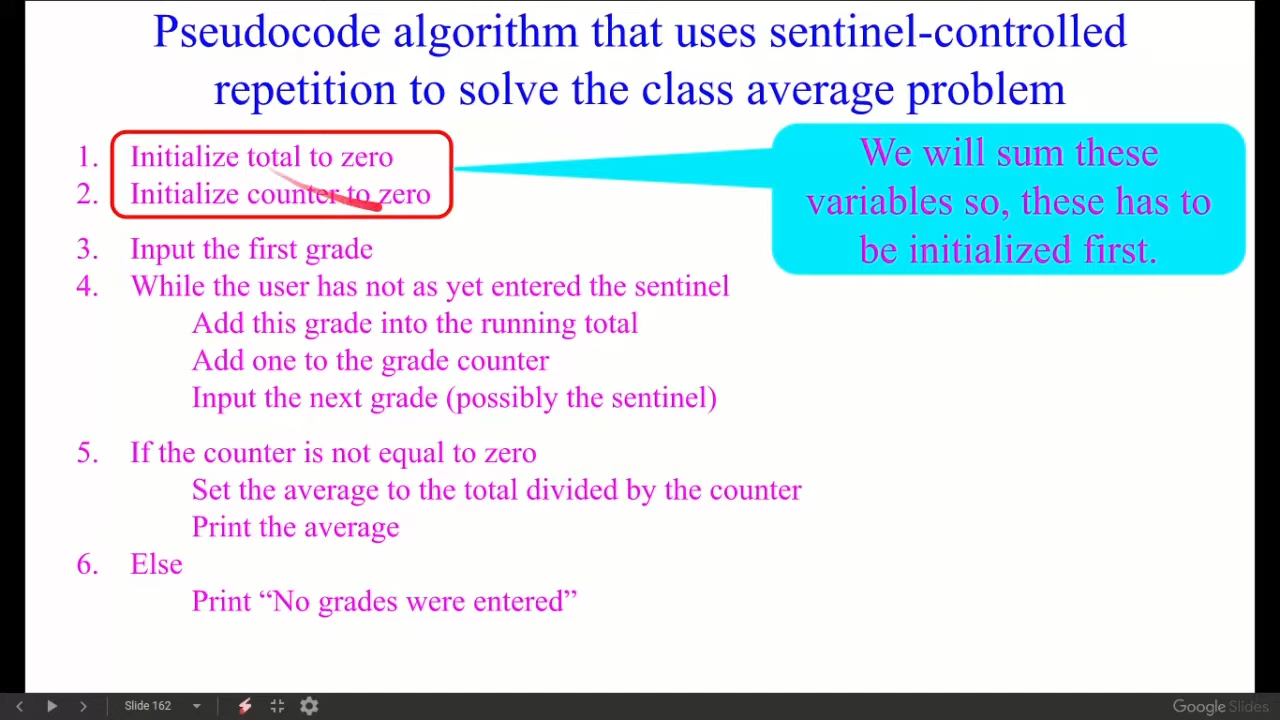 Pseudocode algorithm that uses sentinel-controlled
repetition to solve the class average problem
1. Initialize total to zero
2. Initialize counter to zero
We will sum these
variables so, these has to
be initialized first.
3. Input the first grade
4. While the user has not as yet entered the sentinel
Add this grade into the running total
Add one to the grade counter
Input the next grade (possibly the sentinel)
5. If the counter is not equal to zero
Set the average to the total divided by the counter
Print the average
6. Else
Print “No grades were entered”
Slide 162
Google Slides